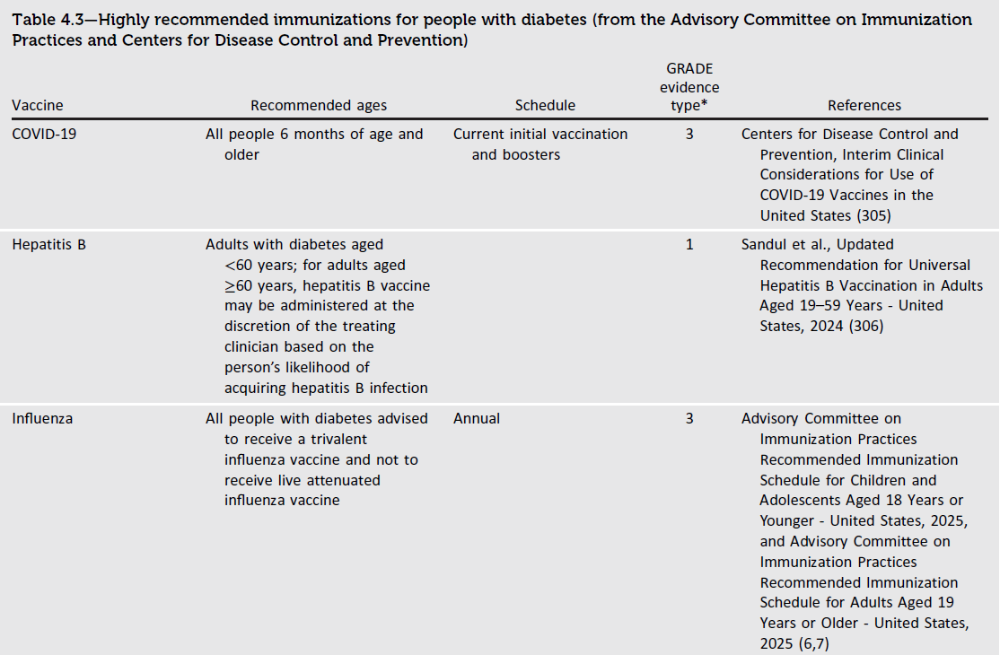 Table 4.3—Highly recommended immunizations for people with diabetes (from the Advisory Committee on Immunization
Practices and Centers for Disease Control and Prevention)
Vaccine
Recommended ages
Schedule
GRADE
evidence
type*
References
COVID-19
All people 6 months of age and
older
Current initial vaccination
and boosters
3
Centers for Disease Control and
Prevention, Interim Clinical
Considerations for Use of
COVID-19 Vaccines in the
United States (305)
Hepatitis B
Adults with diabetes aged
<60 years; for adults aged
≥60 years, hepatitis B vaccine
may be administered at the
discretion of the treating
clinician based on the
person's likelihood of
acquiring hepatitis B infection
1
Sandul et al., Updated
Recommendation for Universal
Hepatitis B Vaccination in Adults
Aged 19–59 Years - United
States, 2024 (306)
Influenza
All people with diabetes advised
to receive a trivalent
influenza vaccine and not to
receive live attenuated
influenza vaccine
Annual
3
Advisory Committee on
Immunization Practices
Recommended Immunization
Schedule for Children and
Adolescents Aged 18 Years or
Younger - United States, 2025,
and Advisory Committee on
Immunization Practices
Recommended Immunization
Schedule for Adults Aged 19
Years or Older - United States,
2025 (6,7)